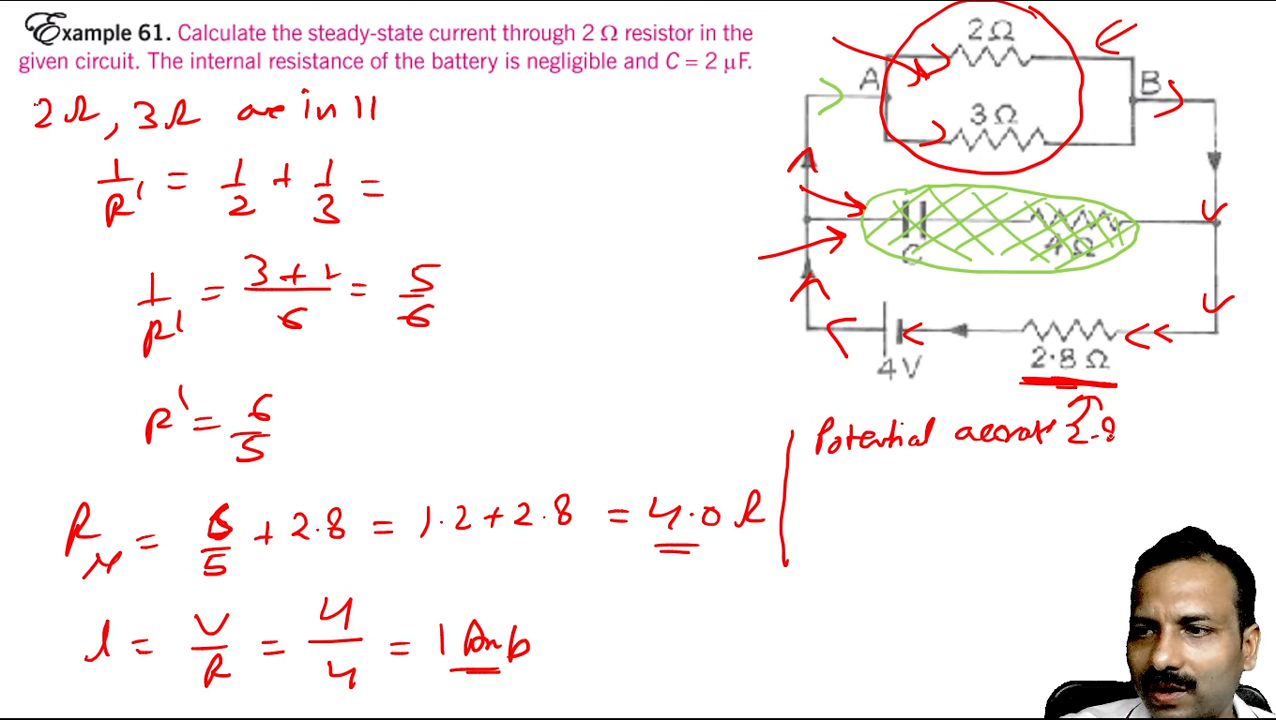 Example 61. Calculate the steady-state current through 2 Ω resistor in the
given circuit. The internal resistance of the battery is negligible and C = 2 μF.
2Ω, 3Ω are in ||
1/R' = 1/2 + 1/3 =
1/R' = 3+2/6 = 5/6
R' = 6/5
R = 6/5 + 2.8 = 1.2 + 2.8 = 4.0 Ω
I = V/R = 4/4 = 1 Amp
2Ω
A
B
3Ω
C
4Ω
4V
2·8 Ω
Potential across 2.8